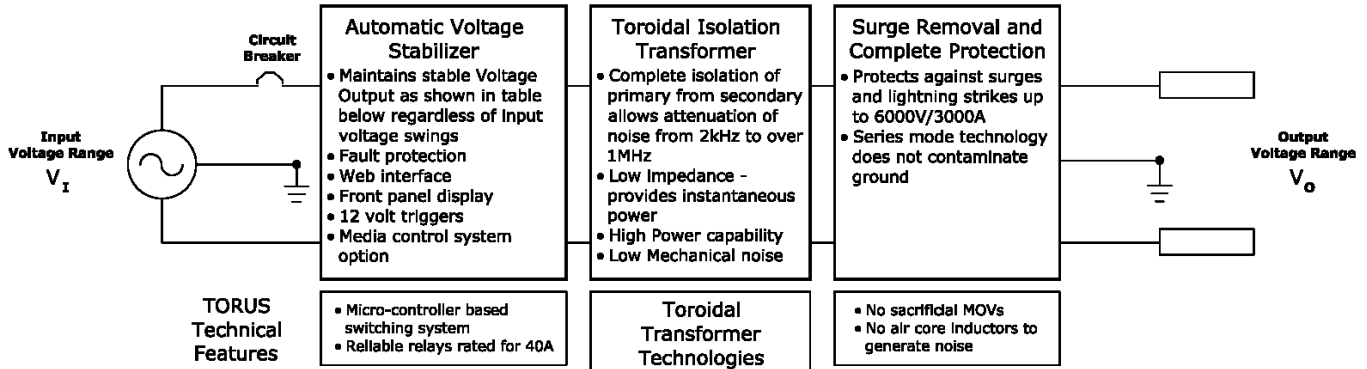 Circuit
Breaker
Input
Voltage Range
VI
Automatic Voltage
Stabilizer
• Maintains stable Voltage
Output as shown in table
below regardless of input
voltage swings
• Fault protection
• Web interface
• Front panel display
• 12 volt triggers
• Media control system
option
Toroidal Isolation
Transformer
• Complete isolation of
primary from secondary
allows attenuation of
noise from 2kHz to over
1MHz
• Low Impedance -
provides instantaneous
power
• High Power capability
• Low Mechanical noise
Surge Removal and
Complete Protection
• Protects against surges
and lightning strikes up
to 6000V/3000A
• Series mode technology
does not contaminate
ground
Output
Voltage Range
VO
TORUS
Technical
Features
• Micro-controller based
switching system
• Reliable relays rated for 40A
Toroidal
Transformer
Technologies
• No sacrificial MOVs
• No air core inductors to
generate noise